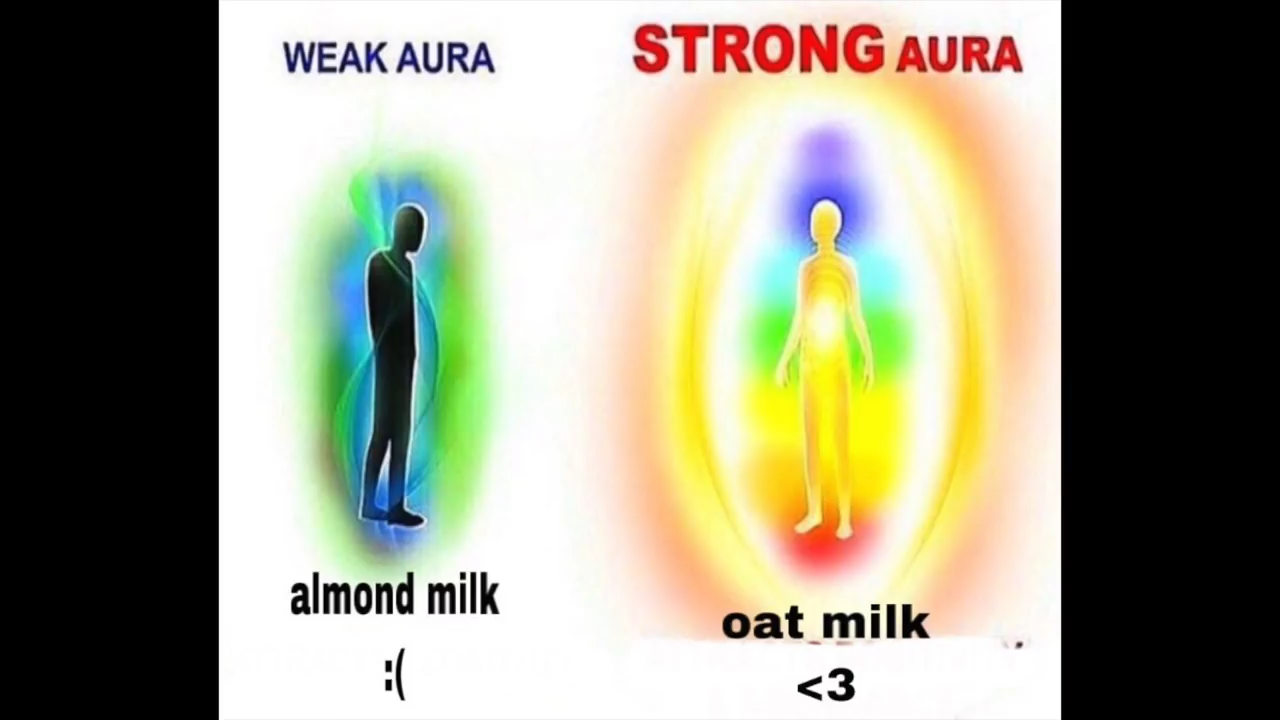 WEAK AURA
STRONG AURA
almond milk
:(
oat milk
<3